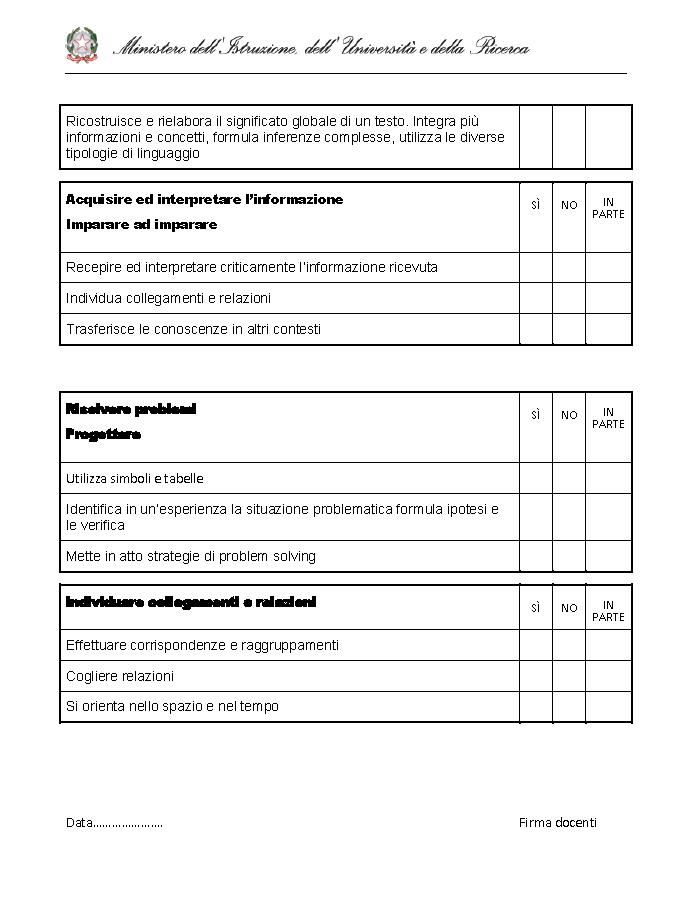 Ministero dell'Istruzione, dell'Università e della Ricerca
Ricostruisce e rielabora il significato globale di un testo. Integra più
informazioni e concetti, formula inferenze complesse, utilizza le diverse
tipologie di linguaggio
Acquisire ed interpretare l'informazione
Imparare ad imparare
SÌ NO IN PARTE
Recepire ed interpretare criticamente l'informazione ricevuta
Individua collegamenti e relazioni
Trasferisce le conoscenze in altri contesti
Risolvere problemi
Progettare
SÌ NO IN PARTE
Utilizza simboli e tabelle
Identifica in un'esperienza la situazione problematica formula ipotesi e
le verifica
Mette in atto strategie di problem solving
Individuare collegamenti e relazioni SÌ NO IN PARTE
Effettuare corrispondenze e raggruppamenti
Cogliere relazioni
Si orienta nello spazio e nel tempo
Data..................... Firma docenti